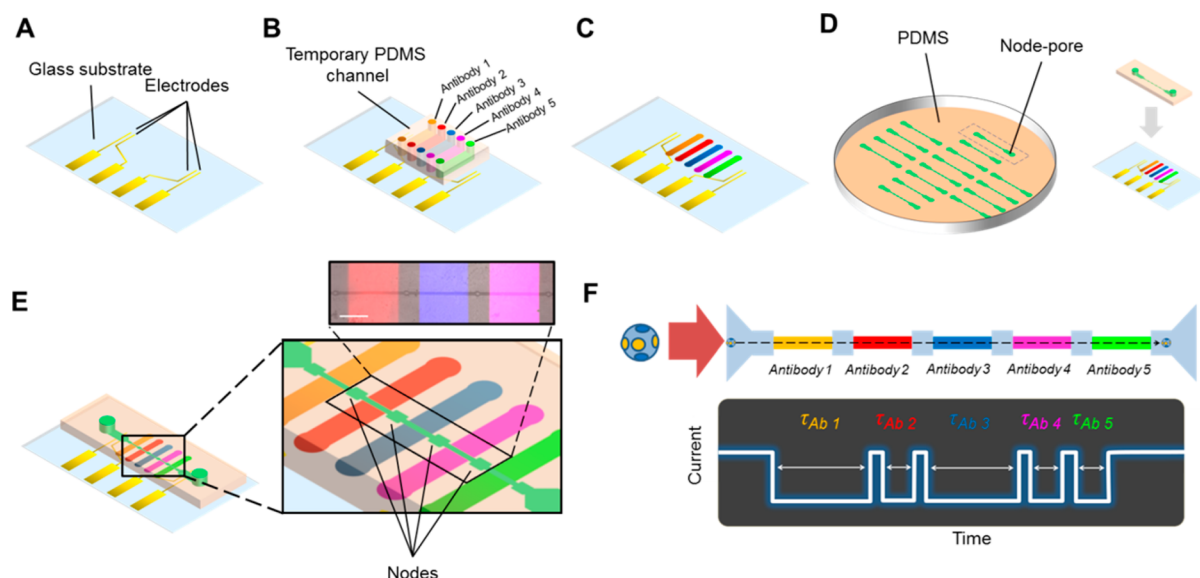 A
Glass substrate
Electrodes
B
Temporary PDMS
channel
Antibody 1
Antibody 2
Antibody 3
Antibody 4
Antibody 5
C
D
PDMS
Node-pore
E
Nodes
F
Antibody 1
Antibody 2
Antibody 3
Antibody 4
Antibody 5
τAb 1
τAb 2
τAb 3
τAb 4
τAb 5
Current
Time